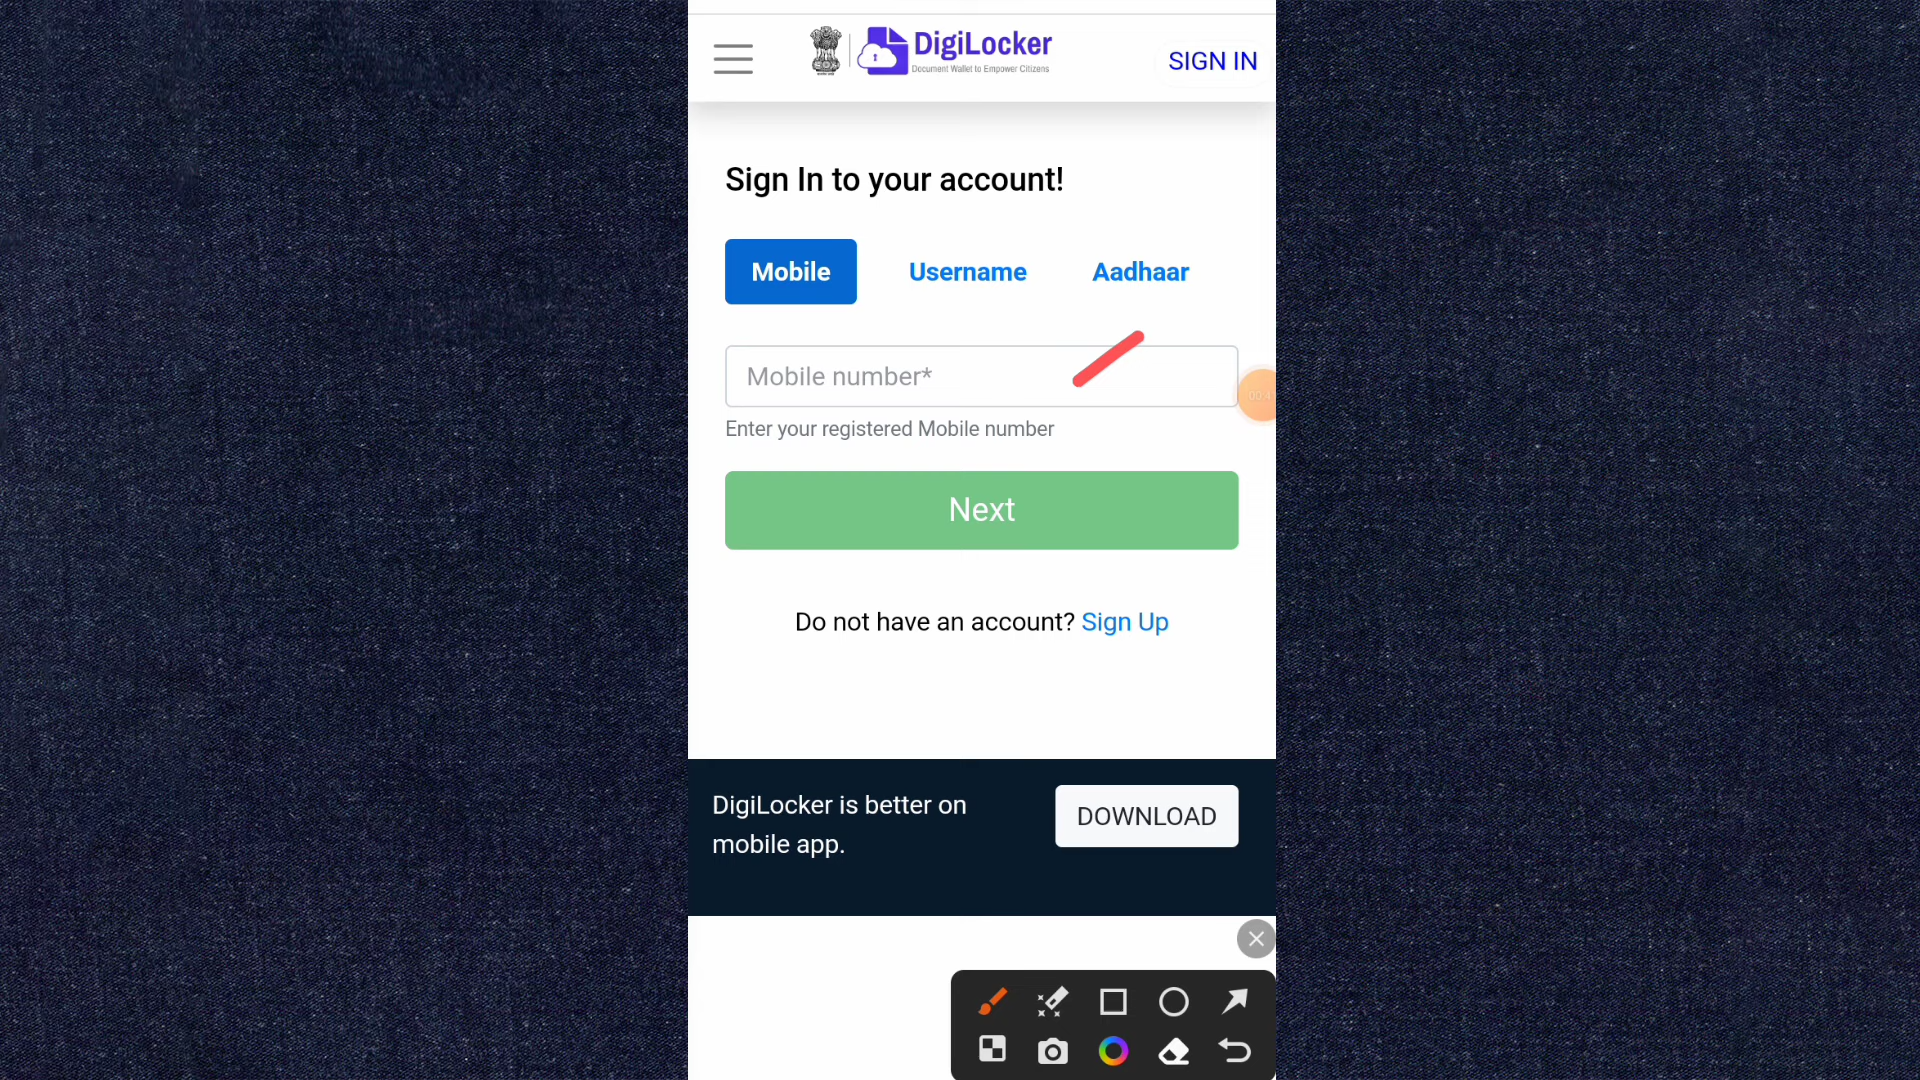 DigiLocker
Document Wallet to Empower Citizens
SIGN IN
Sign In to your account!
Mobile
Username
Aadhaar
Mobile number*
Enter your registered Mobile number
Next
Do not have an account? Sign Up
DigiLocker is better on
mobile app.
DOWNLOAD